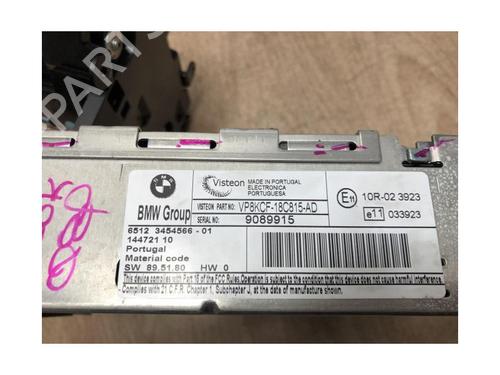 BMW Group
6512 3454566 - 01
144721 10
Portugal
Material code
SW 89.51.80 HW 0
Visteon MADE IN PORTUGAL
ELECTRONICA
PORTUGUESA
VISTEON PART NO: VP8KCF-18C815-AD
SERIAL NO: 9089915
E11 10R-02 3923
e11 033923
This device complies with Part 15 of the FCC Rules.Operation is subject to the condition that this device does not cause harmful interference
Complies with 21 C.F.R. Chapter 1, Subchapter J, at the date of manufacture shown.
B-PARTS